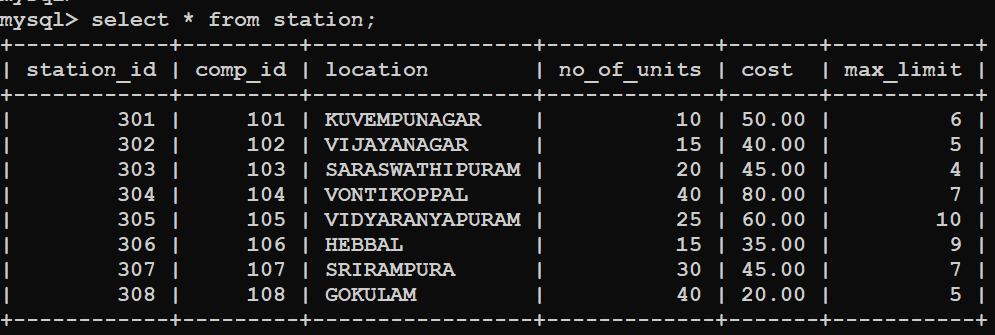 mysql> select * from station;
+------------+---------+-----------------+-------------+-------+-----------+
| station_id | comp_id | location        | no_of_units | cost  | max_limit |
+------------+---------+-----------------+-------------+-------+-----------+
|        301 |     101 | KUVEMPUNAGAR    |          10 | 50.00 |         6 |
|        302 |     102 | VIJAYANAGAR     |          15 | 40.00 |         5 |
|        303 |     103 | SARASWATHIPURAM |          20 | 45.00 |         4 |
|        304 |     104 | VONTIKOPPAL     |          40 | 80.00 |         7 |
|        305 |     105 | VIDYARANYAPURAM |          25 | 60.00 |        10 |
|        306 |     106 | HEBBAL          |          15 | 35.00 |         9 |
|        307 |     107 | SRIRAMPURA      |          30 | 45.00 |         7 |
|        308 |     108 | GOKULAM         |          40 | 20.00 |         5 |
+------------+---------+-----------------+-------------+-------+-----------+